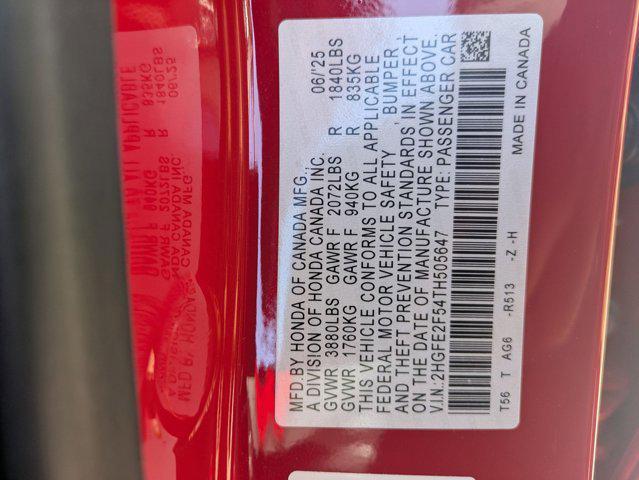 MFD.BY HONDA OF CANADA MFG., 06/'25
A DIVISION OF HONDA CANADA INC.
GVWR 3880LBS GAWR F 2072LBS R 1840LBS
GVWR 1760KG GAWR F 940KG R 835KG
THIS VEHICLE CONFORMS TO ALL APPLICABLE
FEDERAL MOTOR VEHICLE SAFETY , BUMPER ,
AND THEFT PREVENTION STANDARDS IN EFFECT
ON THE DATE OF MANUFACTURE SHOWN ABOVE.
V.I.N.:2HGFE2F54TH505647 TYPE: PASSENGER CAR
T56 T AG6 -R513 -Z -H MADE IN CANADA